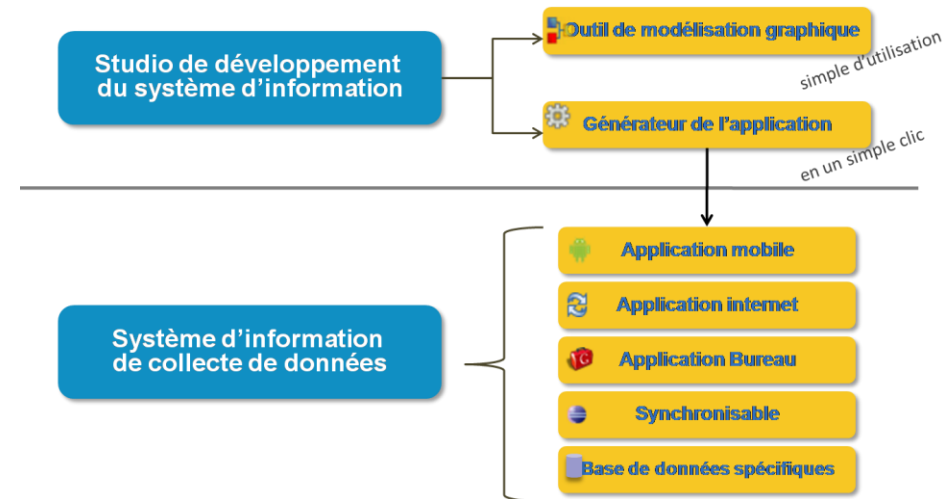 Outil de modélisation graphique
simple d'utilisation
Studio de développement
du système d'information
Générateur de l'application
en un simple clic
Application mobile
Application internet
Système d'information
de collecte de données
Application Bureau
Synchronisable
Base de données spécifiques